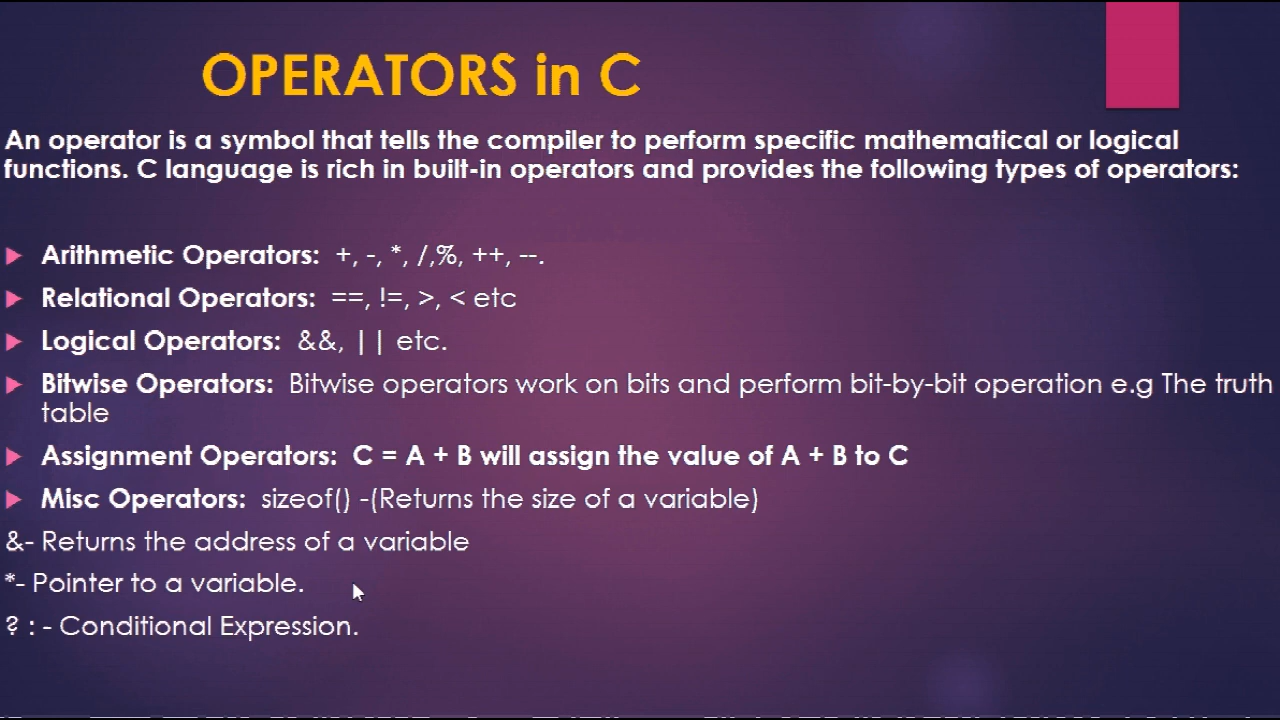 OPERATORS in C
An operator is a symbol that tells the compiler to perform specific mathematical or logical
functions. C language is rich in built-in operators and provides the following types of operators:
Arithmetic Operators: +, -, *, /,%, ++, --.
Relational Operators: ==, !=, >, < etc
Logical Operators: &&, || etc.
Bitwise Operators: Bitwise operators work on bits and perform bit-by-bit operation e.g The truth
table
Assignment Operators: C = A + B will assign the value of A + B to C
Misc Operators: sizeof() -(Returns the size of a variable)
&- Returns the address of a variable
*- Pointer to a variable.
? : - Conditional Expression.